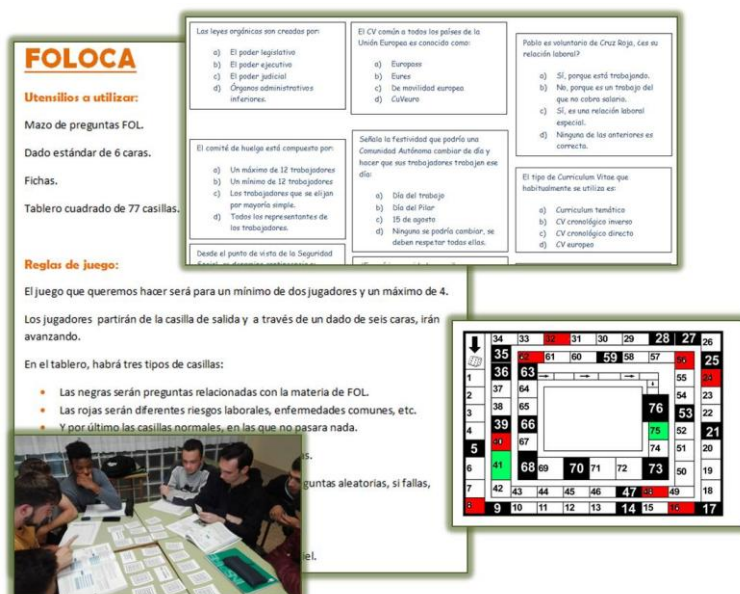 FOLOCA
Utensilios a utilizar:
Mazo de preguntas FOL.
Dado estándar de 6 caras.
Fichas.
Tablero cuadrado de 77 casillas.
Reglas de juego:
El juego que queremos hacer será para un mínimo de dos jugadores y un máximo de 4.
Los jugadores partirán de la casilla de salida y a través de un dado de seis caras, irán
avanzando.
En el tablero, habrá tres tipos de casillas:
• Las negras serán preguntas relacionadas con la materia de FOL.
• Las rojas serán diferentes riesgos laborales, enfermedades comunes, etc.
• Y por último las casillas normales, en las que no pasara nada.
guntas aleatorias, si fallas,
Las leyes orgánicas son creadas por:
a) El poder legislativo
b) El poder ejecutivo
c) El poder judicial
d) Órganos administrativos
inferiores.
El comité de huelga está compuesto por:
a) Un máximo de 12 trabajadores
b) Un mínimo de 12 trabajadores
c) Los trabajadores que se elijan
por mayoría simple.
d) Todos los representantes de
los trabajadores.
Desde el punto de vista de la Seguridad
El CV común a todos los países de la
Unión Europea es conocido como:
a) Europass
b) Eures
c) De movilidad europea
d) CuVeuro
Señala la festividad que podría una
Comunidad Autónoma cambiar de día y
hacer que sus trabajadores trabajen ese
día:
a) Día del trabajo
b) Día del Pilar
c) 15 de agosto
d) Ninguna se podría cambiar, se
deben respetar todas ellas.
Pablo es voluntario de Cruz Roja, ¿es su
relación laboral?
a) Sí, porque está trabajando.
b) No, porque es un trabajo del
que no cobra salario.
c) Sí, es una relación laboral
especial.
d) Ninguna de las anteriores es
correcta.
El tipo de Curriculum Vitae que
habitualmente se utiliza es:
a) Curriculum temático
b) CV cronológico inverso
c) CV cronológico directo
d) CV europeo
34 33 32 31 30 29 28 27 26
35 62 61 60 59 58 57 25
36 63
1 37 64 55 24
2 38 65 76 54 23
3 39 66 75 53 22
4 40 67 74 52 21
5 51 20
6 41 68 69 70 71 72 73 50 19
7 42 43 44 45 46 47 48 49 18
8 9 10 11 12 13 14 15 16 17